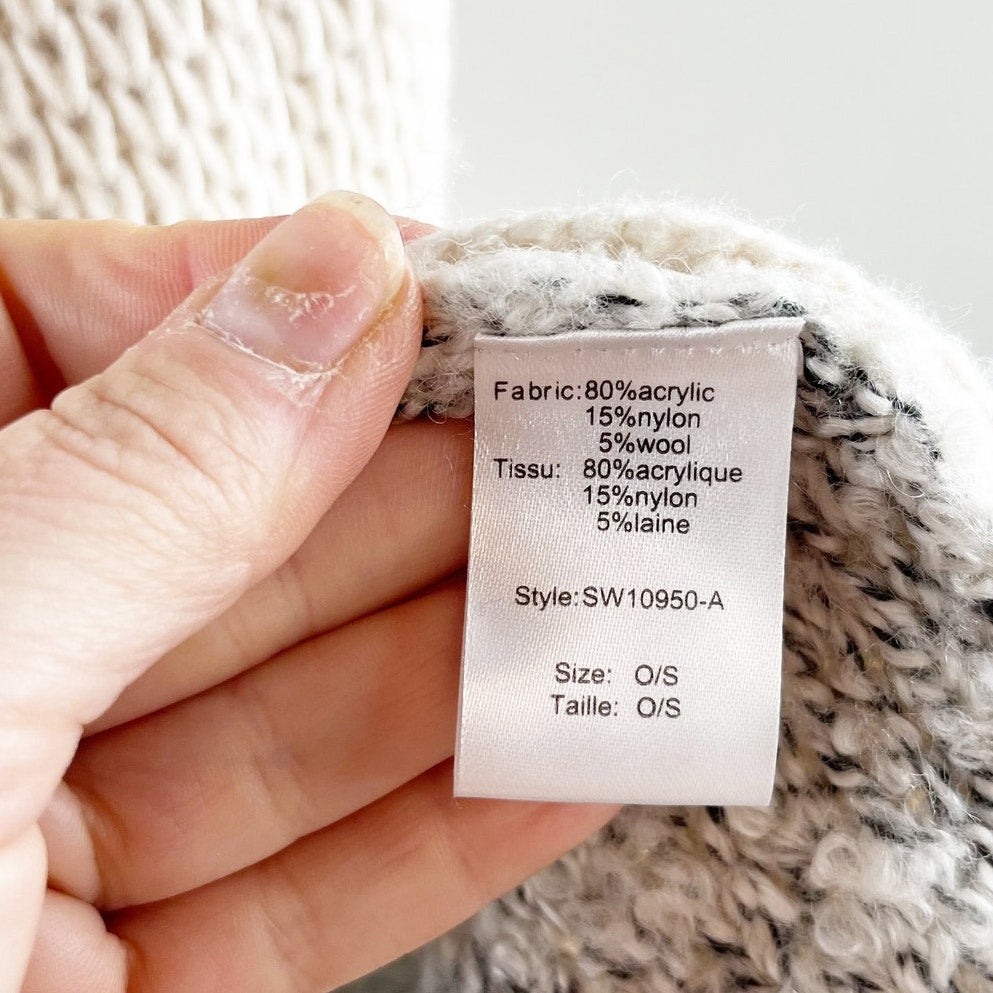 Fabric:80%acrylic
15%nylon
5%wool
Tissu: 80%acrylique
15%nylon
5%laine
Style:SW10950-A
Size: O/S
Taille: O/S